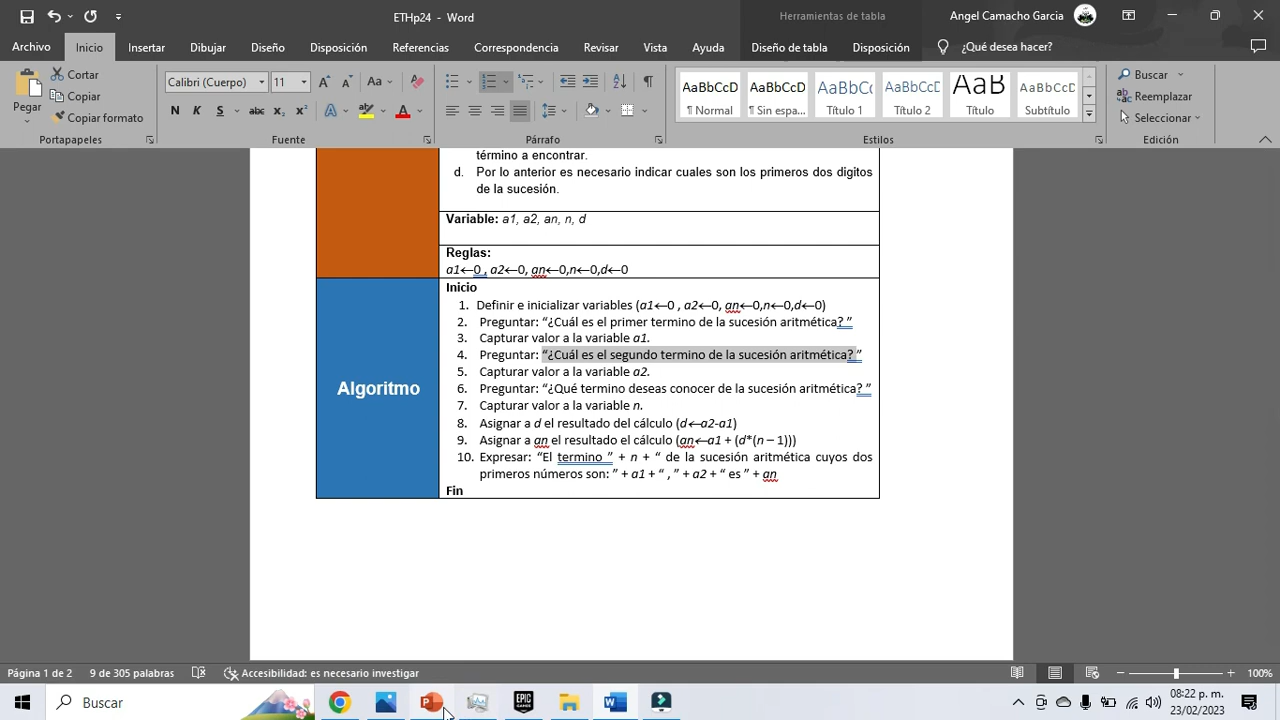 ETHp24 - Word
Herramientas de tabla
Angel Camacho Garcia
Archivo
Inicio
Insertar
Dibujar
Diseño
Disposición
Referencias
Correspondencia
Revisar
Vista
Ayuda
Diseño de tabla
Disposición
¿Qué desea hacer?
Pegar
Cortar
Copiar
Copiar formato
Portapapeles
Calibri (Cuerpo)
11
Fuente
Párrafo
AaBbCcD
¶ Normal
AaBbCcD
¶ Sin espa...
AaBbCc
Título 1
AaBbCcD
Título 2
AaB
Título
AaBbCcD
Subtítulo
Estilos
Buscar
Reemplazar
Seleccionar
Edición
término a encontrar.
d. Por lo anterior es necesario indicar cuales son los primeros dos digitos
de la sucesión.
Variable: a1, a2, an, n, d
Reglas:
a1←0 , a2←0, an←0,n←0,d←0
Algoritmo
Inicio
1. Definir e inicializar variables (a1←0 , a2←0, an←0,n←0,d←0)
2. Preguntar: “¿Cuál es el primer termino de la sucesión aritmética? ”
3. Capturar valor a la variable a1.
4. Preguntar: “¿Cuál es el segundo termino de la sucesión aritmética? ”
5. Capturar valor a la variable a2.
6. Preguntar: “¿Qué termino deseas conocer de la sucesión aritmética? ”
7. Capturar valor a la variable n.
8. Asignar a d el resultado del cálculo (d←a2-a1)
9. Asignar a an el resultado el cálculo (an←a1 + (d*(n – 1)))
10. Expresar: “El termino ” + n + “ de la sucesión aritmética cuyos dos
primeros números son: ” + a1 + “ , ” + a2 + “ es ” + an
Fin
Página 1 de 2
9 de 305 palabras
Accesibilidad: es necesario investigar
100%
Buscar
EPIC
GAMES
08:22 p. m.
23/02/2023